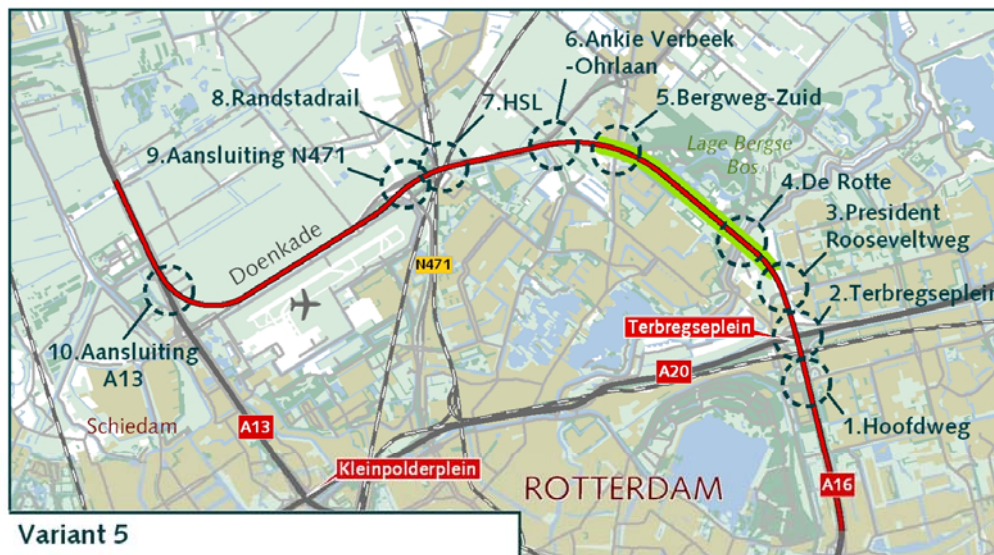 6.Ankie Verbeek
-Ohrlaan
8.Randstadrail
7.HSL
5.Bergweg-Zuid
9.Aansluiting N471
Lage Bergse
Bos
4.De Rotte
3.President
Rooseveltweg
Doenkade
N471
2.Terbregseplein
Terbregseplein
10.Aansluiting
A13
A20
Schiedam
A13
1.Hoofdweg
Kleinpolderplein
ROTTERDAM
A16
Variant 5